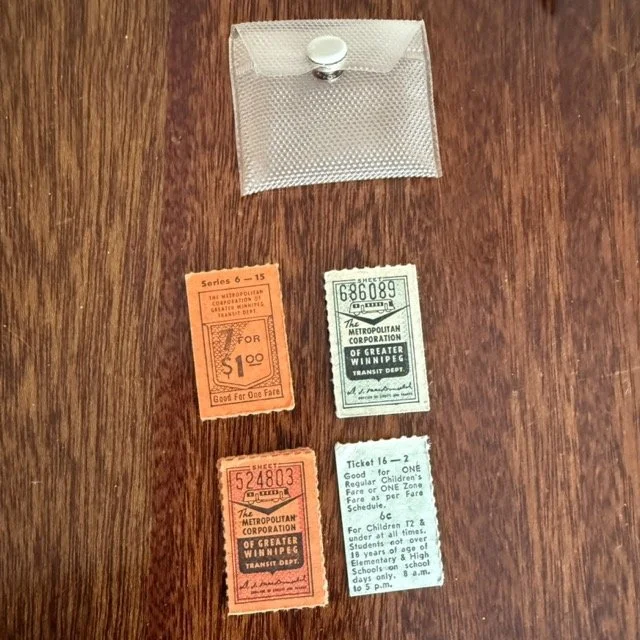 Series 6 — 15
THE METROPOLITAN
CORPORATION OF
GREATER WINNIPEG
TRANSIT DEPT.
7 FOR
$1.00
Good For One Fare
SHEET
686089
The
METROPOLITAN
CORPORATION
OF GREATER
WINNIPEG
TRANSIT DEPT.
SHEET
524803
The
METROPOLITAN
CORPORATION
OF GREATER
WINNIPEG
TRANSIT DEPT.
Ticket 16 — 2
Good for ONE
Regular Children's
Fare or ONE Zone
Fare as per Fare
Schedule.
6c
For Children 12 &
under at all times.
Students not over
18 years of age of
Elementary & High
Schools on school
days only. 8 a.m.
to 5 p.m.